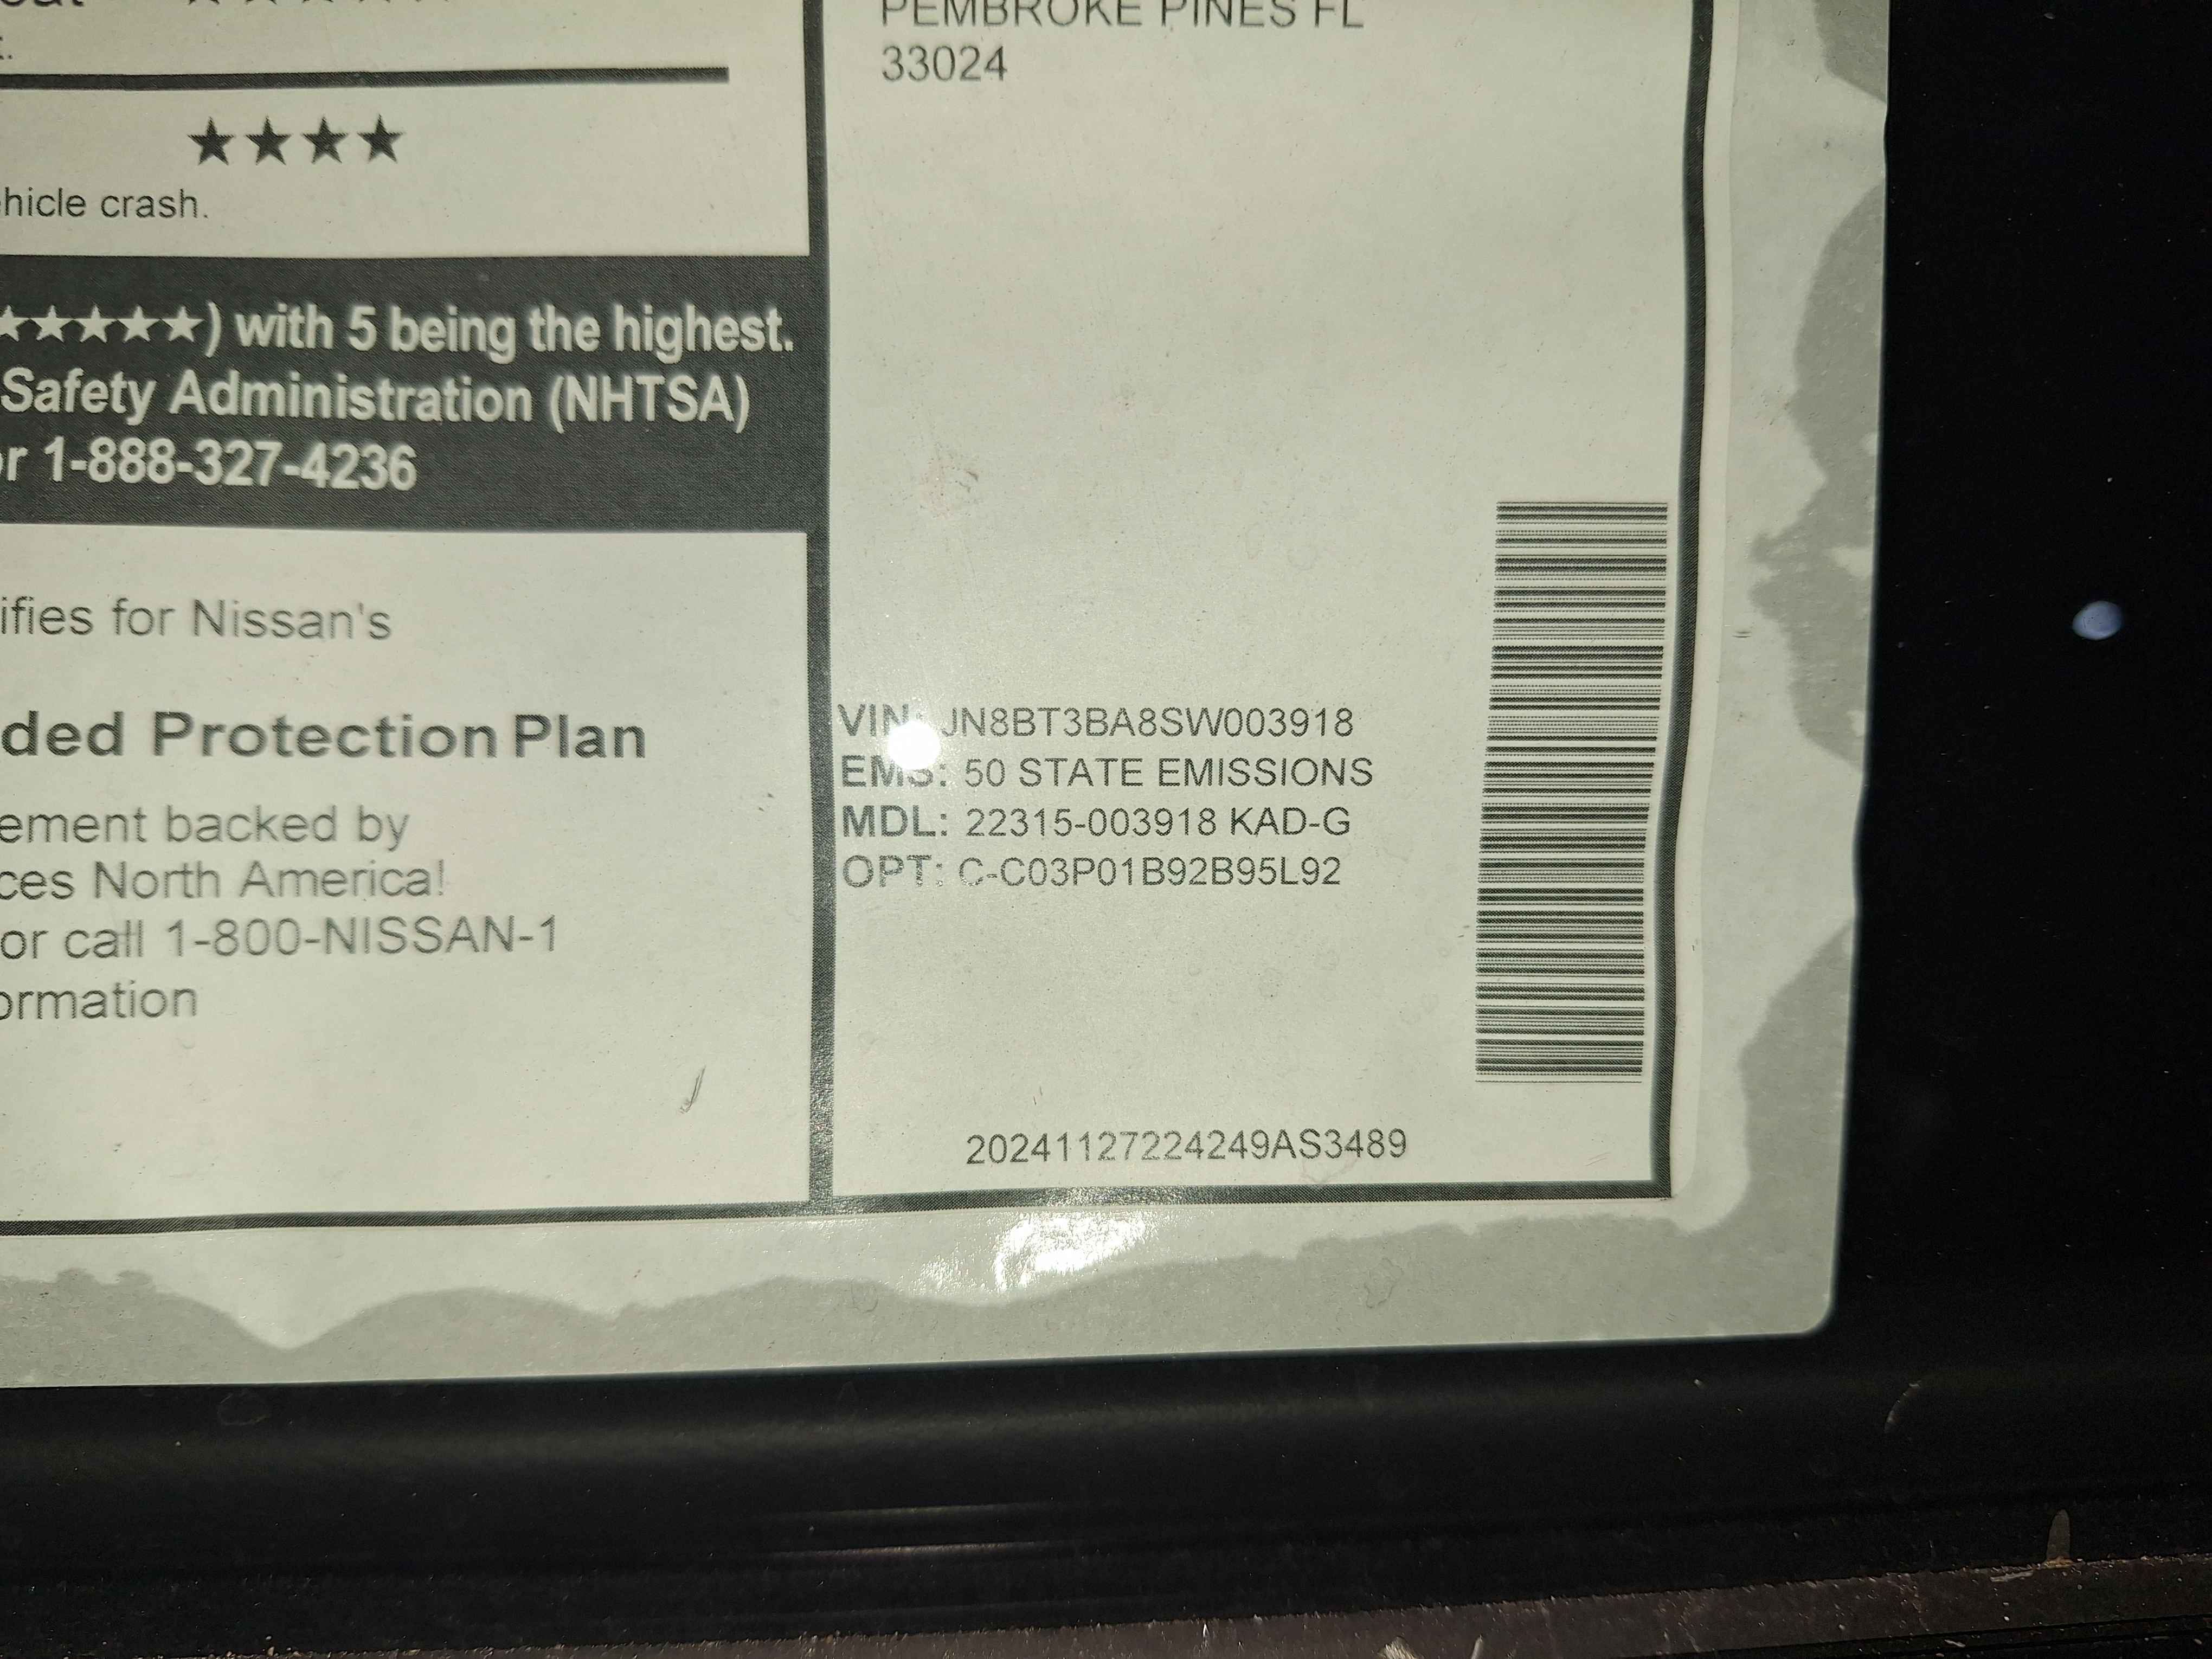 33024
★★★★
hicle crash.
★★★★★) with 5 being the highest.
Safety Administration (NHTSA)
r 1-888-327-4236
ifies for Nissan's
ded Protection Plan
ement backed by
ces North America!
or call 1-800-NISSAN-1
ormation
PEMBROKE PINES FL
VIN: JN8BT3BA8SW003918
EMS: 50 STATE EMISSIONS
MDL: 22315-003918 KAD-G
OPT: C-C03P01B92B95L92
20241127224249AS3489